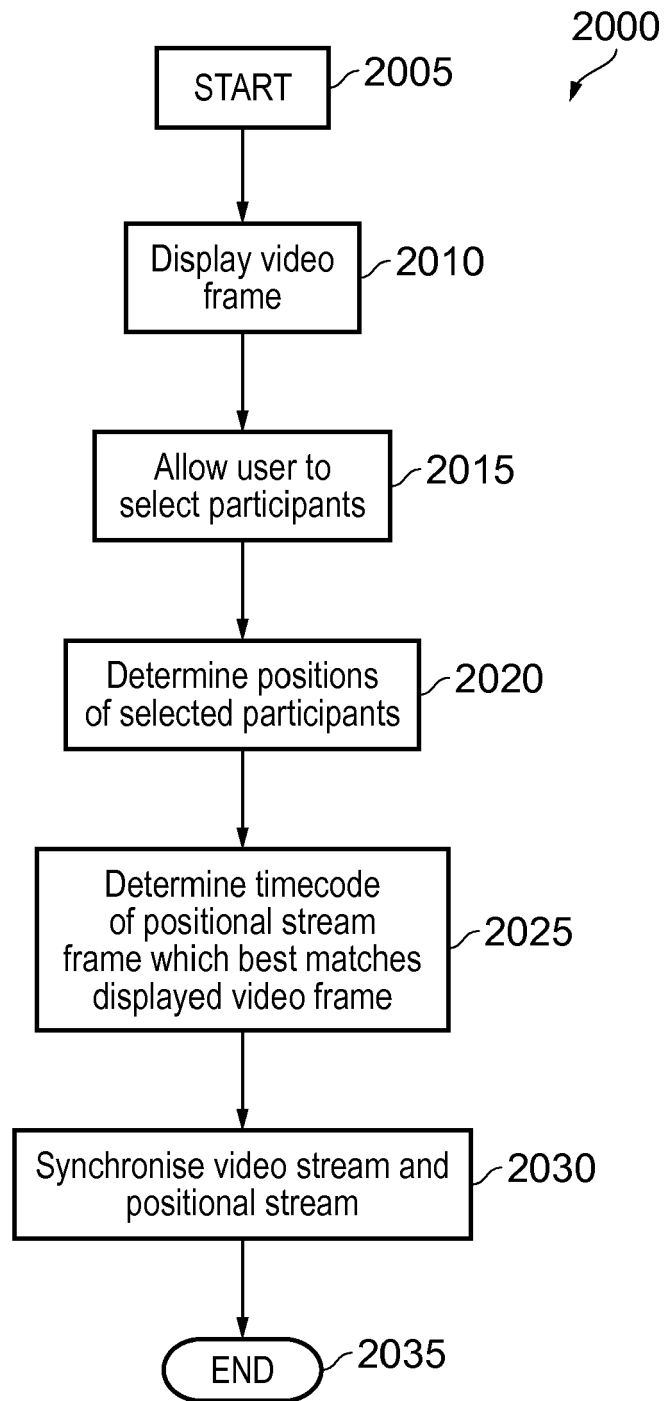 2000
START
2005
Display video
frame
2010
Allow user to
select participants
2015
Determine positions
of selected participants
2020
Determine timecode
of positional stream
frame which best matches
displayed video frame
2025
Synchronise video stream and
positional stream
2030
END
2035